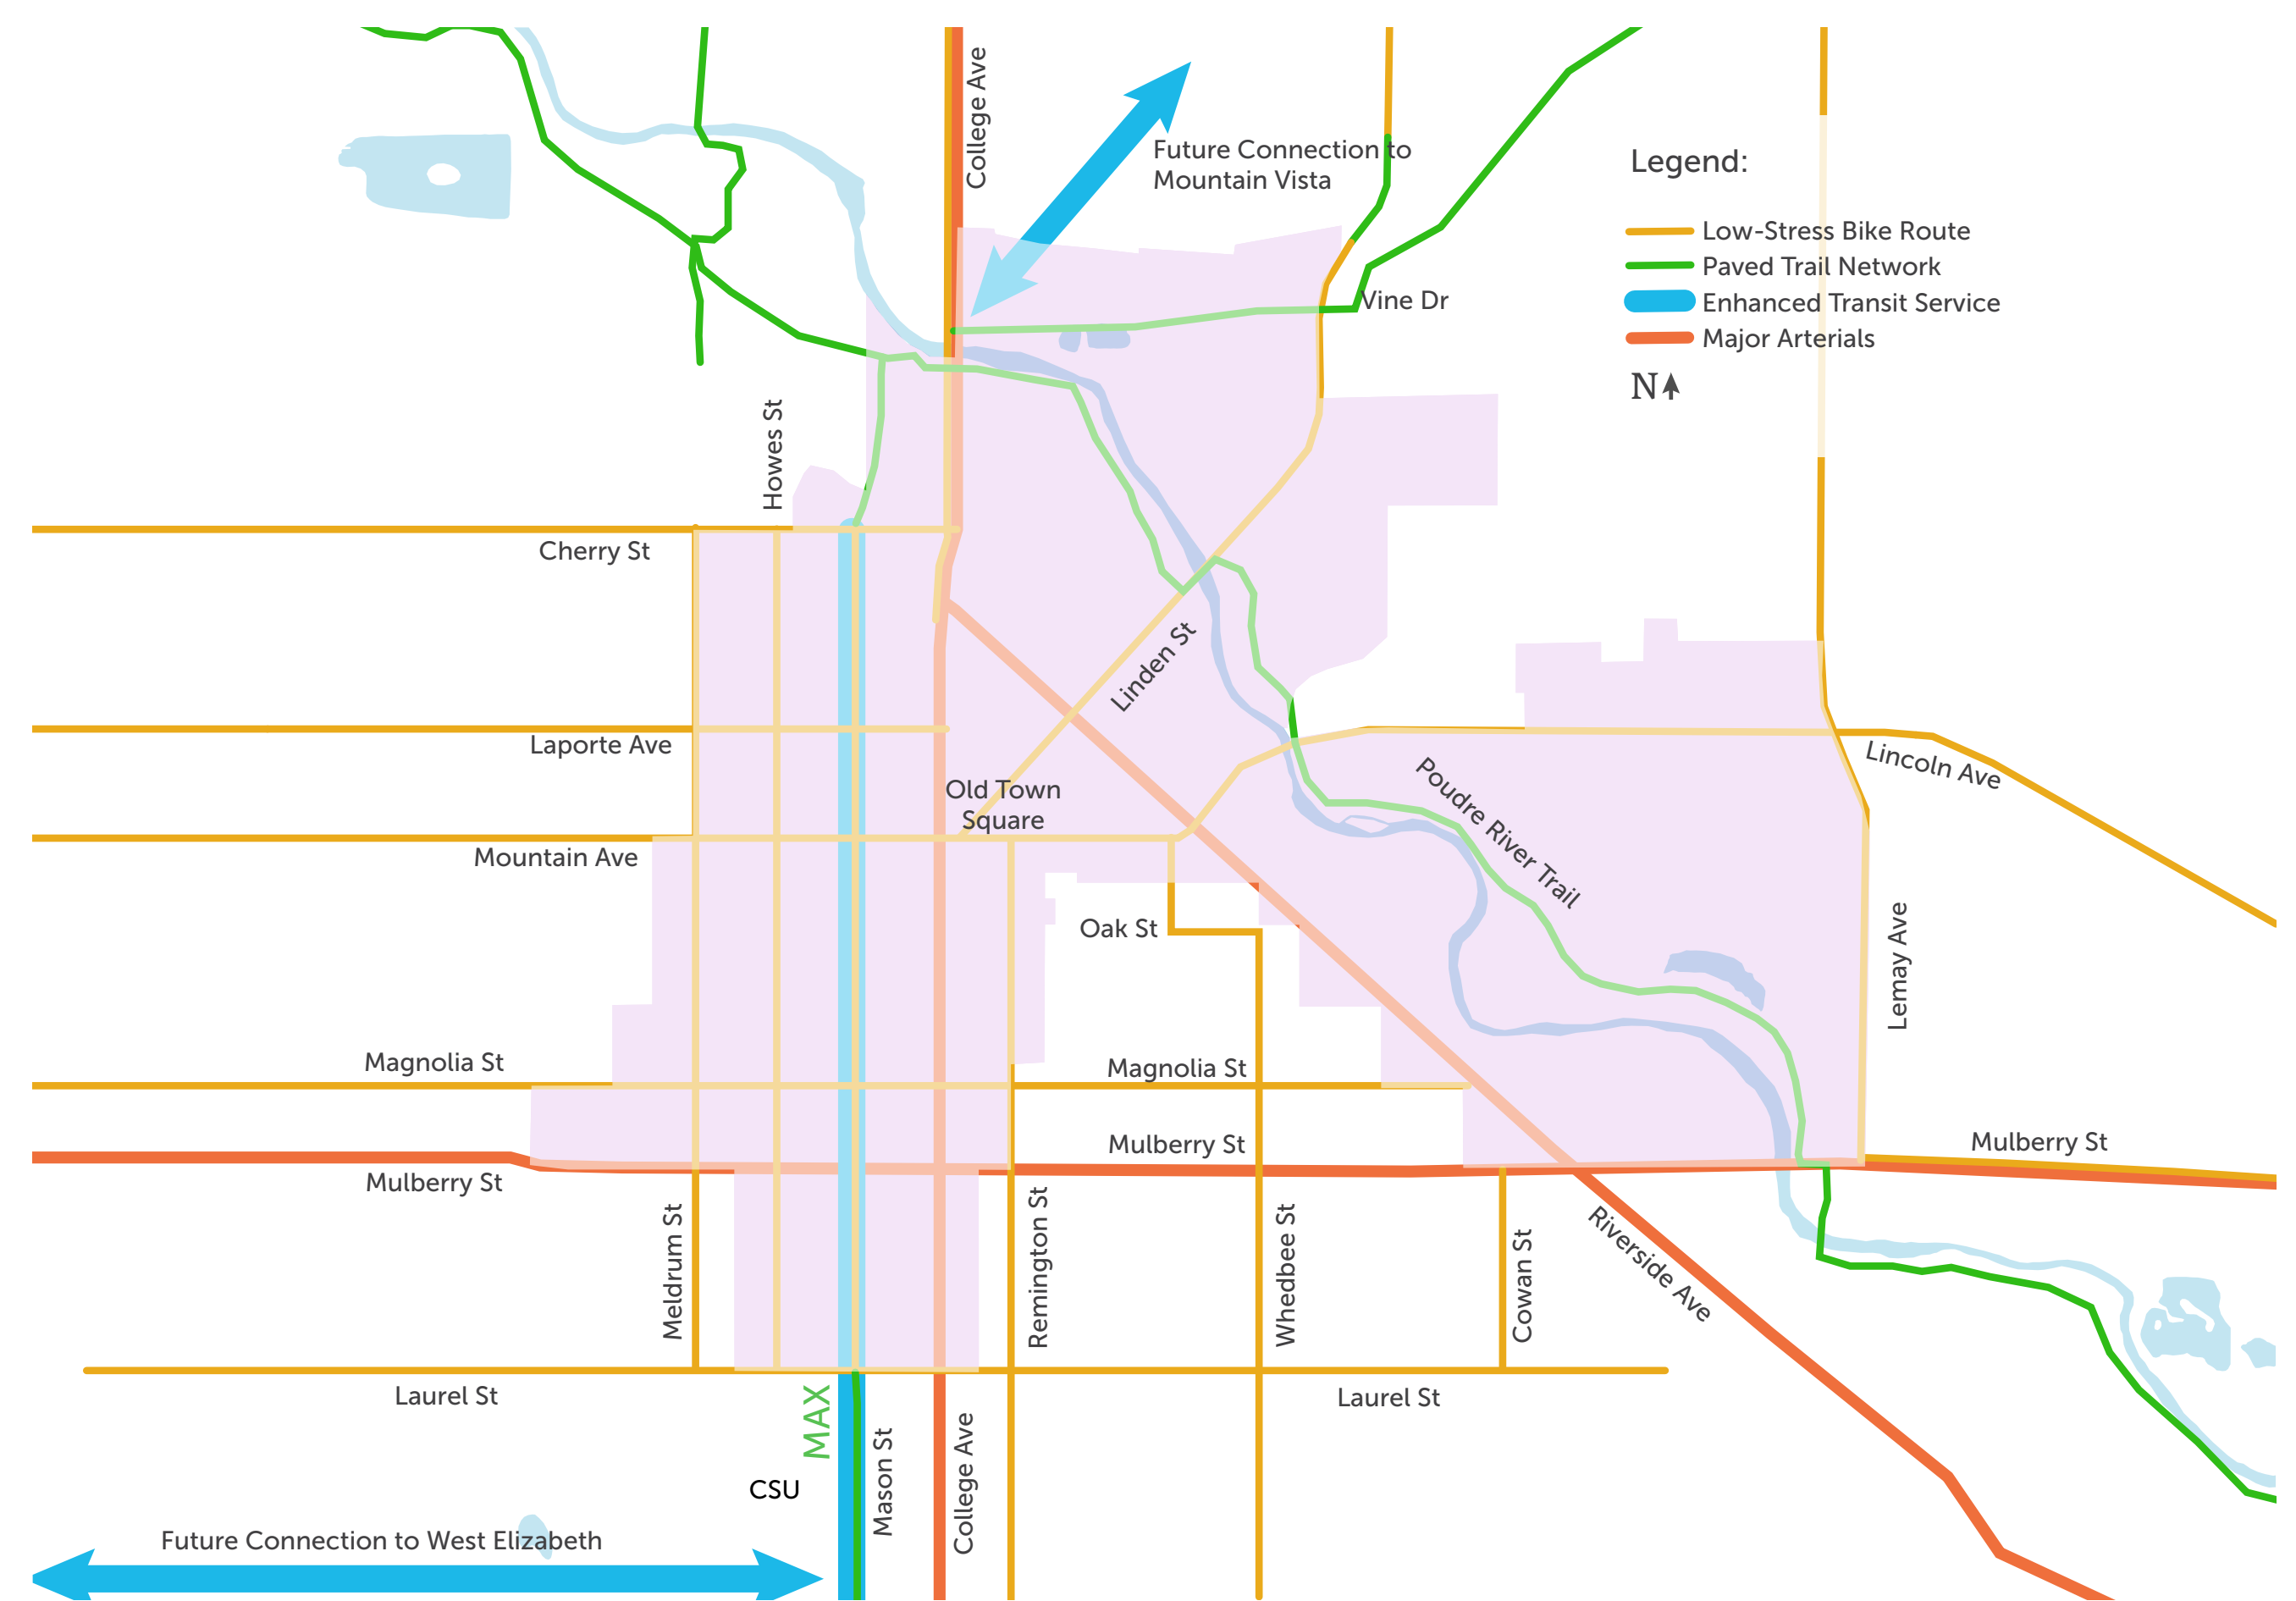 College Ave
Future Connection to
Mountain Vista
Legend:
Low-Stress Bike Route
Paved Trail Network
Enhanced Transit Service
Major Arterials
N
Vine Dr
Howes St
Cherry St
Linden St
Laporte Ave
Old Town
Square
Lincoln Ave
Poudre River Trail
Mountain Ave
Oak St
Lemay Ave
Magnolia St
Magnolia St
Mulberry St
Mulberry St
Mulberry St
Meldrum St
Remington St
Whedbee St
Cowan St
Riverside Ave
Laurel St
Laurel St
MAX
Mason St
College Ave
CSU
Future Connection to West Elizabeth